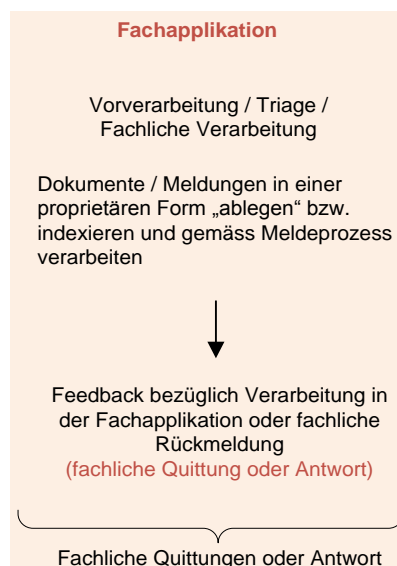 Fachapplikation
Vorverarbeitung / Triage /
Fachliche Verarbeitung
Dokumente / Meldungen in einer
proprietären Form „ablegen“ bzw.
indexieren und gemäss Meldeprozess
verarbeiten
Feedback bezüglich Verarbeitung in
der Fachapplikation oder fachliche
Rückmeldung
(fachliche Quittung oder Antwort)
Fachliche Quittungen oder Antwort